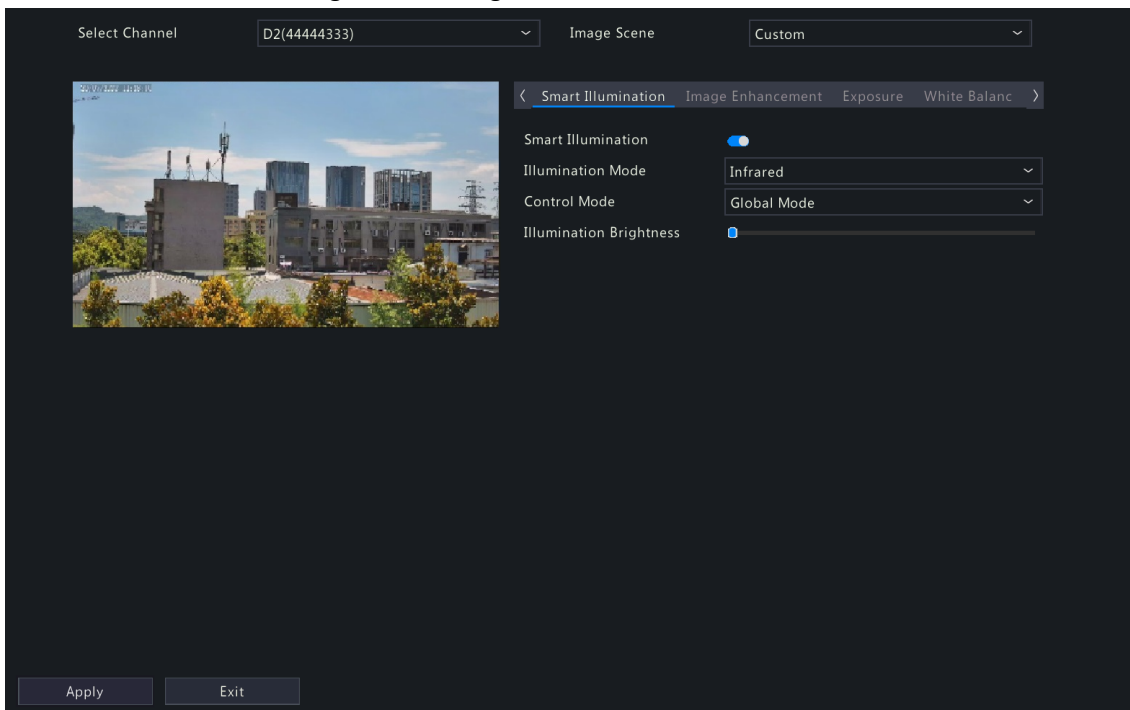 Select Channel D2(44444333) Image Scene Custom
Smart Illumination Image Enhancement Exposure White Balanc
Smart Illumination
Illumination Mode Infrared
Control Mode Global Mode
Illumination Brightness
Apply Exit